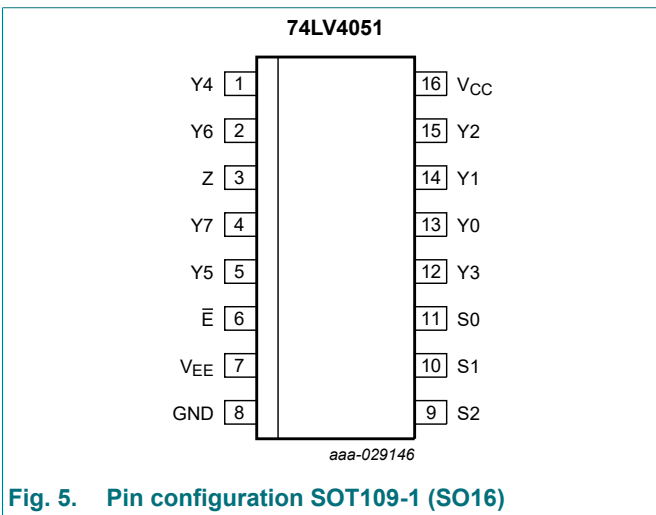 74LV4051
Y4 1 16 VCC
Y6 2 15 Y2
Z 3 14 Y1
Y7 4 13 Y0
Y5 5 12 Y3
E̅ 6 11 S0
VEE 7 10 S1
GND 8 9 S2
aaa-029146
Fig. 5. Pin configuration SOT109-1 (SO16)